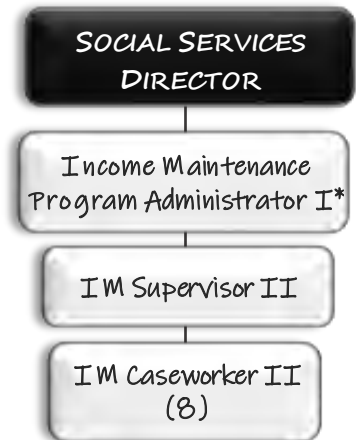 SOCIAL SERVICES
DIRECTOR
Income Maintenance
Program Administrator I*
IM Supervisor II
IM Caseworker II
(8)